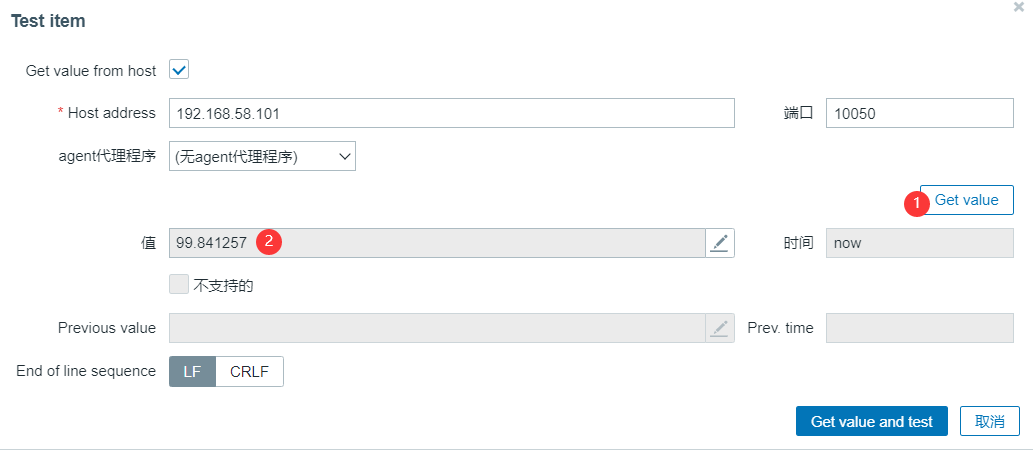 Test item
Get value from host
* Host address 192.168.58.101 端口 10050
agent代理程序 (无agent代理程序)
1 Get value
值 99.841257 2 时间 now
不支持的
Previous value Prev. time
End of line sequence LF CRLF
Get value and test 取消